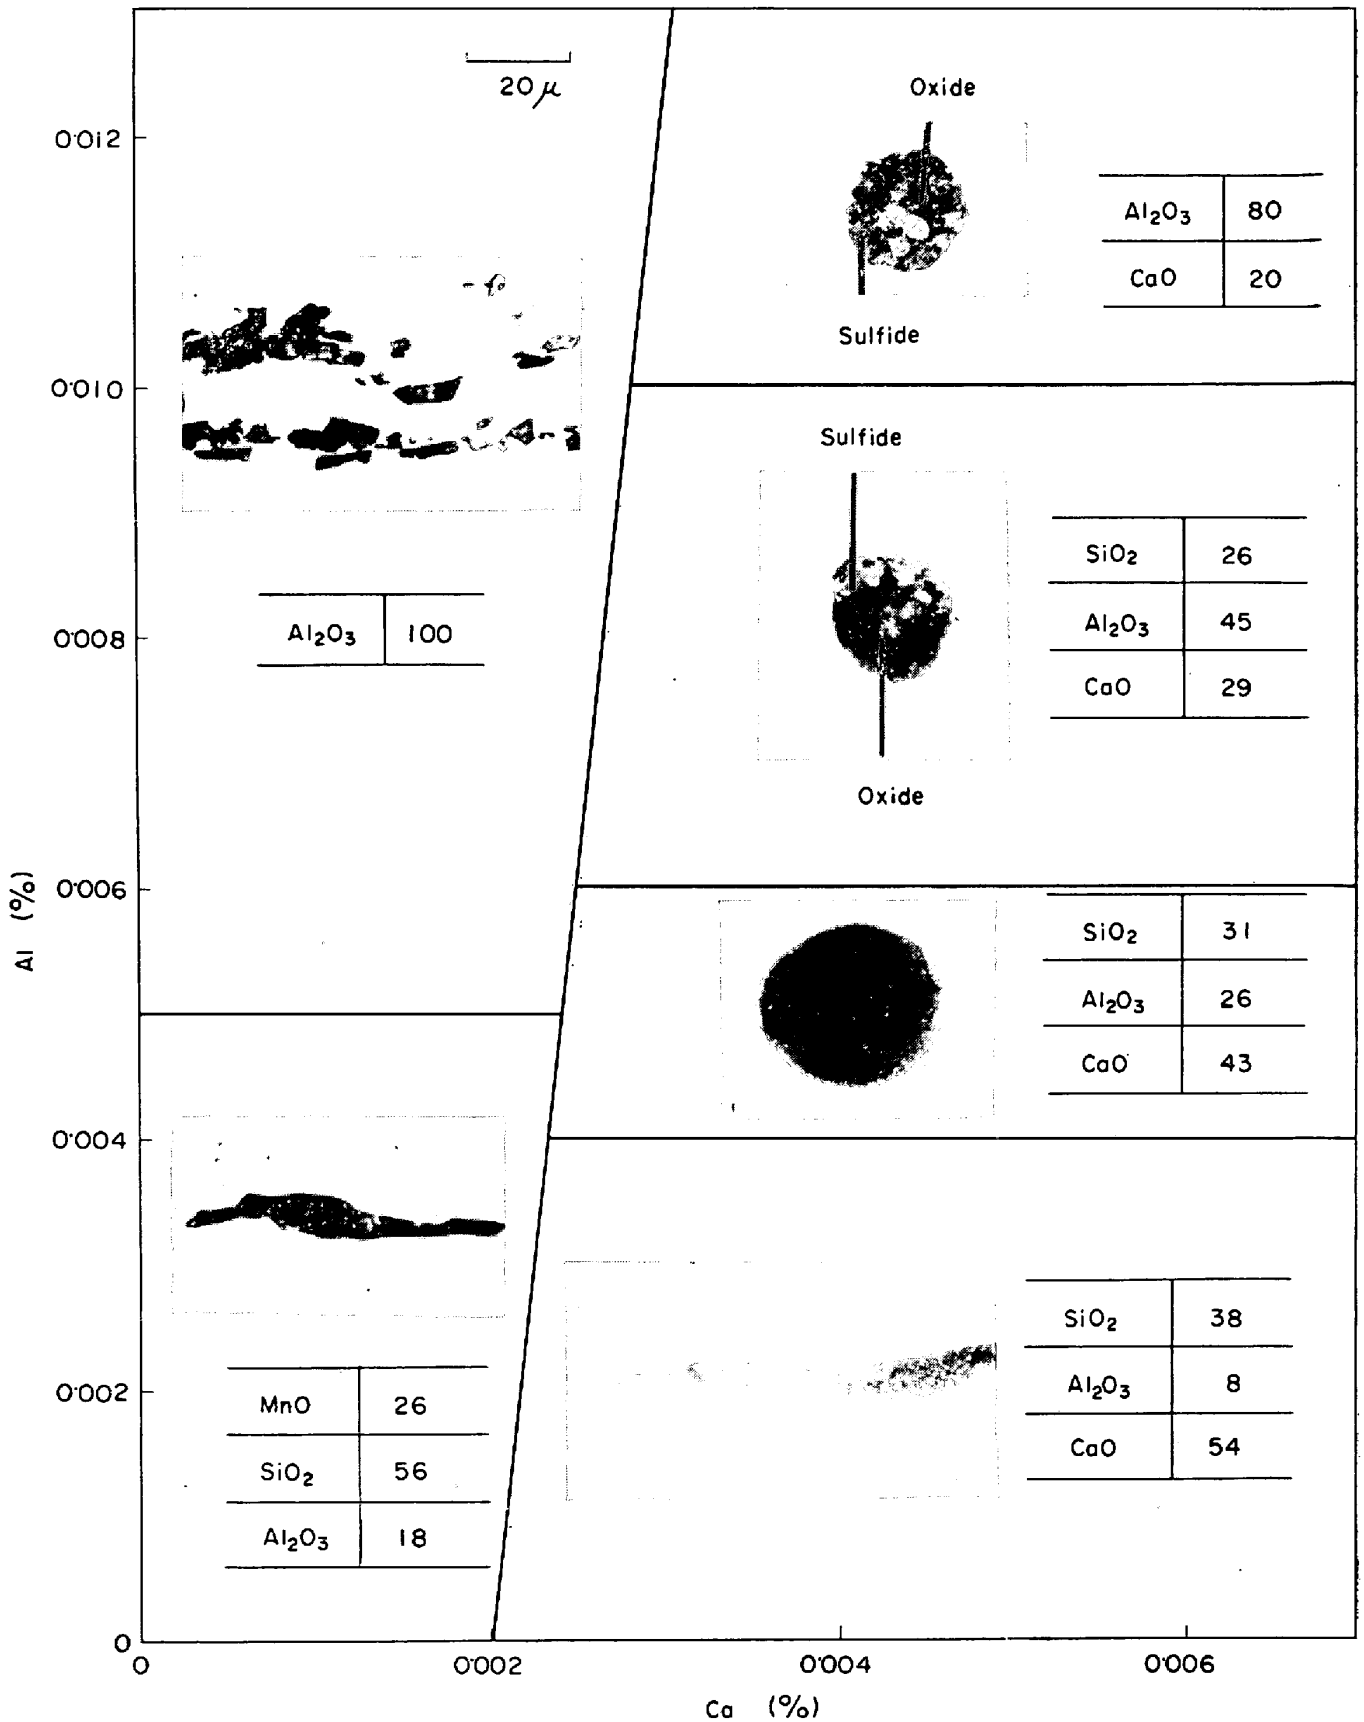 20 μ
Oxide
0·012
Al₂O₃ 80
CaO 20
Sulfide
0·010
Sulfide
SiO₂ 26
Al₂O₃ 45
CaO 29
Al₂O₃ 100
0·008
Oxide
Al (%)
0·006
SiO₂ 31
Al₂O₃ 26
CaO 43
0·004
SiO₂ 38
Al₂O₃ 8
CaO 54
0·002
MnO 26
SiO₂ 56
Al₂O₃ 18
0
0 0·002 0·004 0·006
Ca (%)